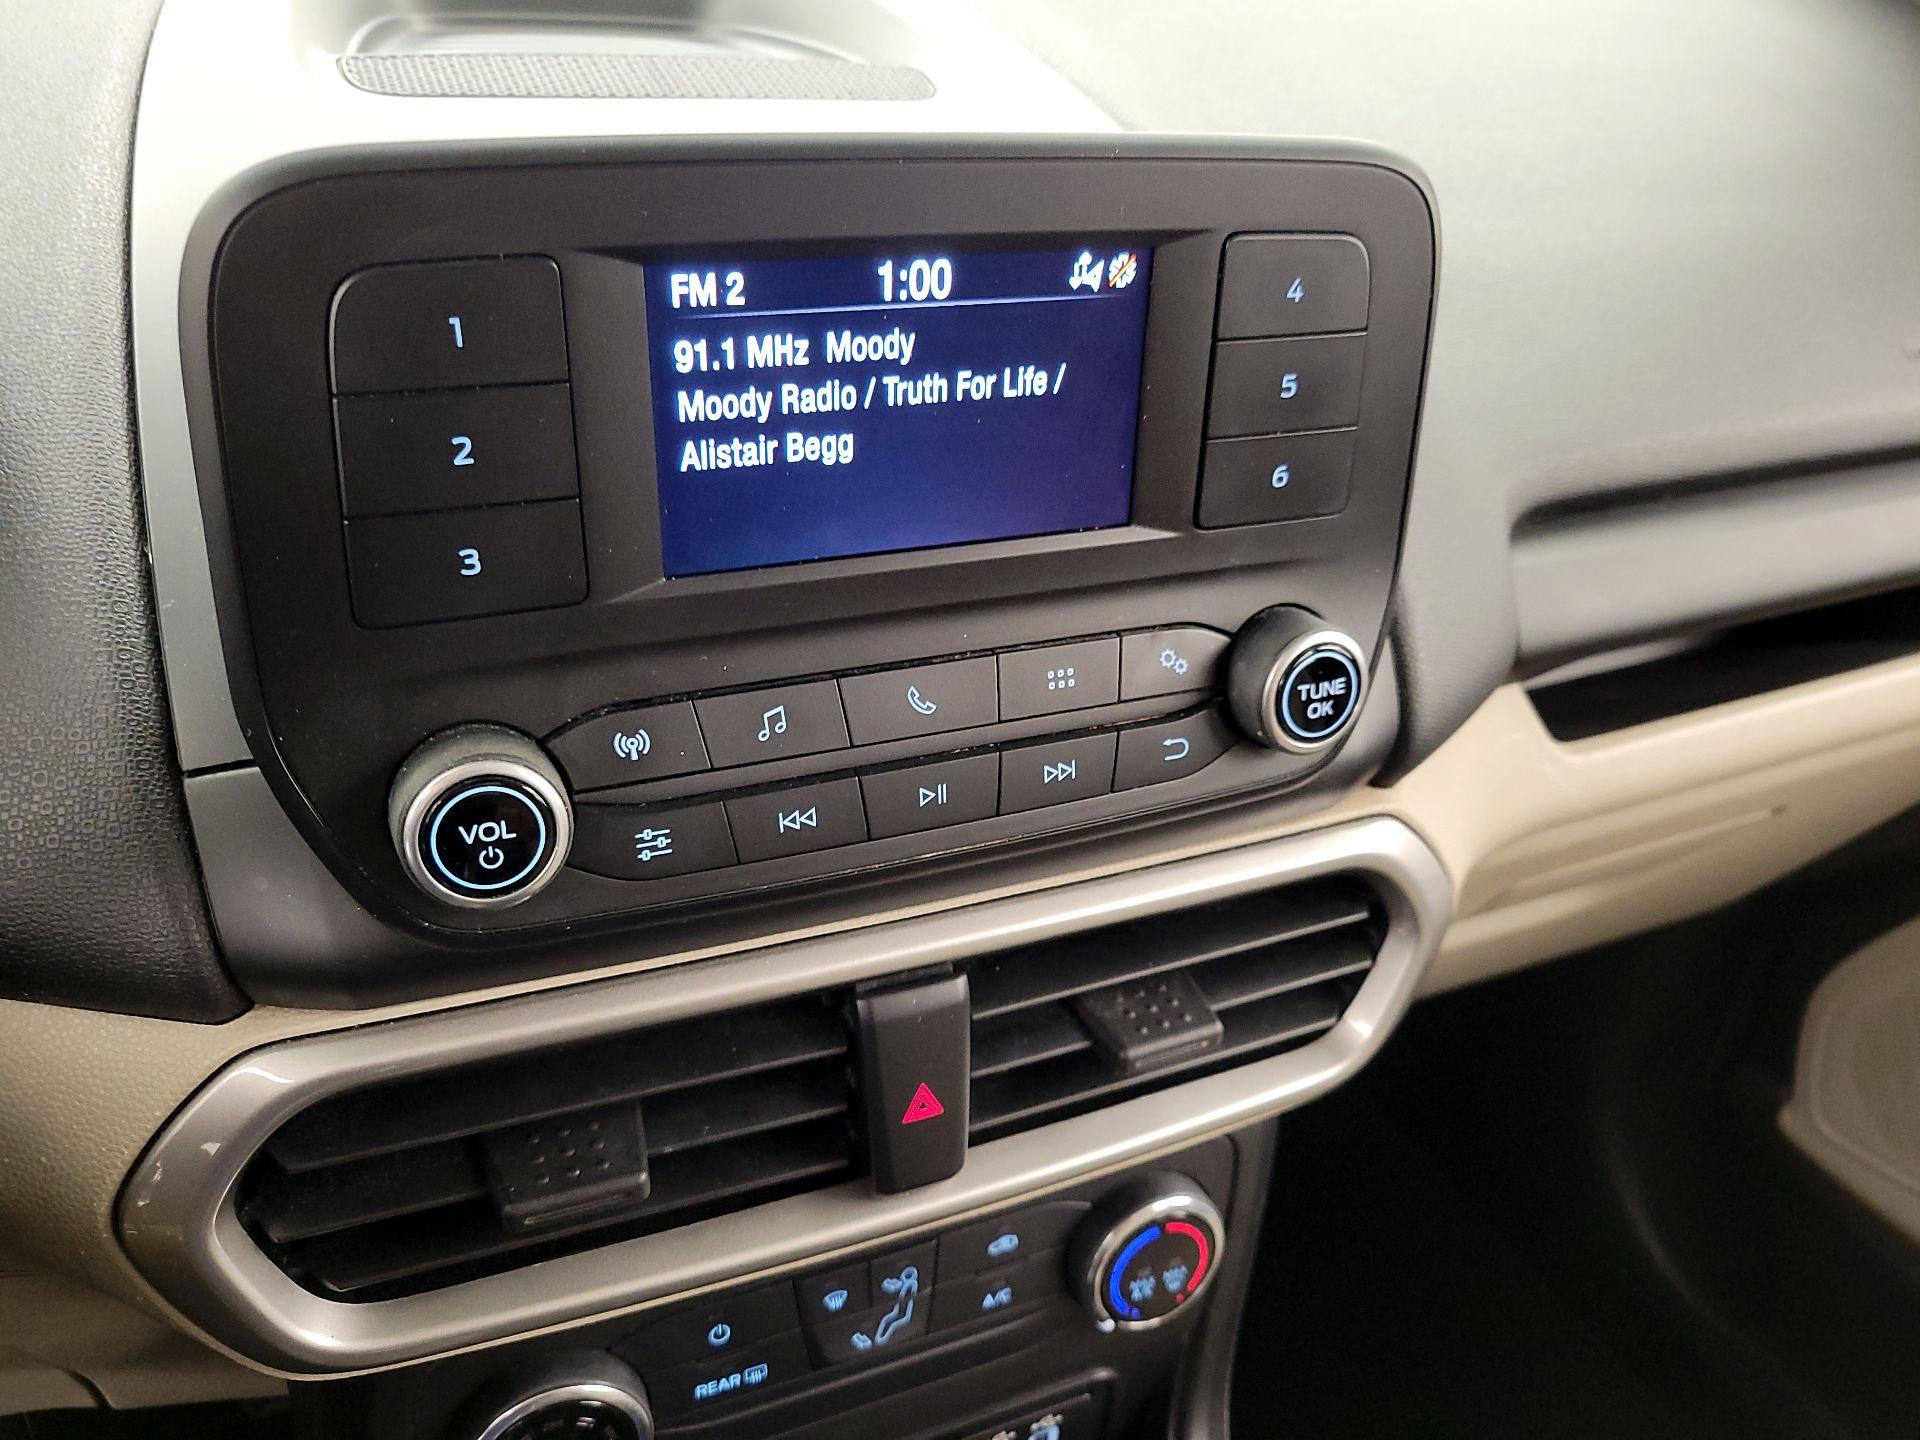 FM 2 1:00
91.1 MHz Moody
Moody Radio / Truth For Life /
Alistair Begg
1
2
3
4
5
6
VOL
TUNE
OK
A/C
REAR